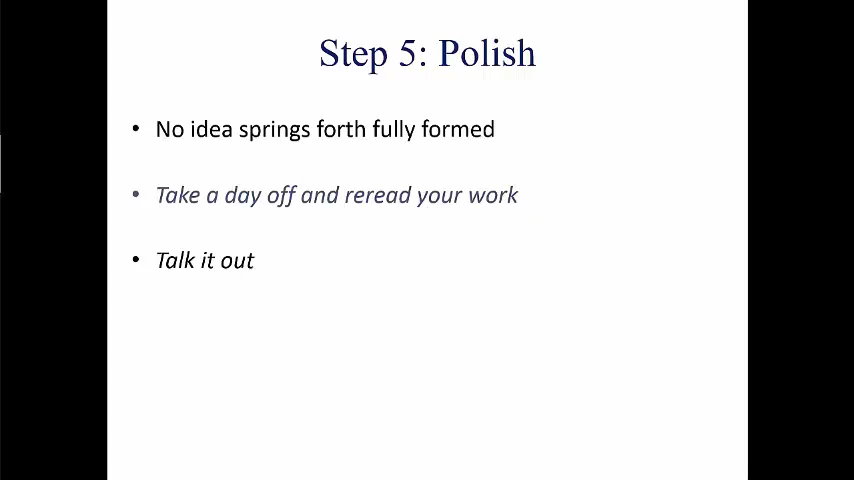 Step 5: Polish
• No idea springs forth fully formed
• Take a day off and reread your work
• Talk it out